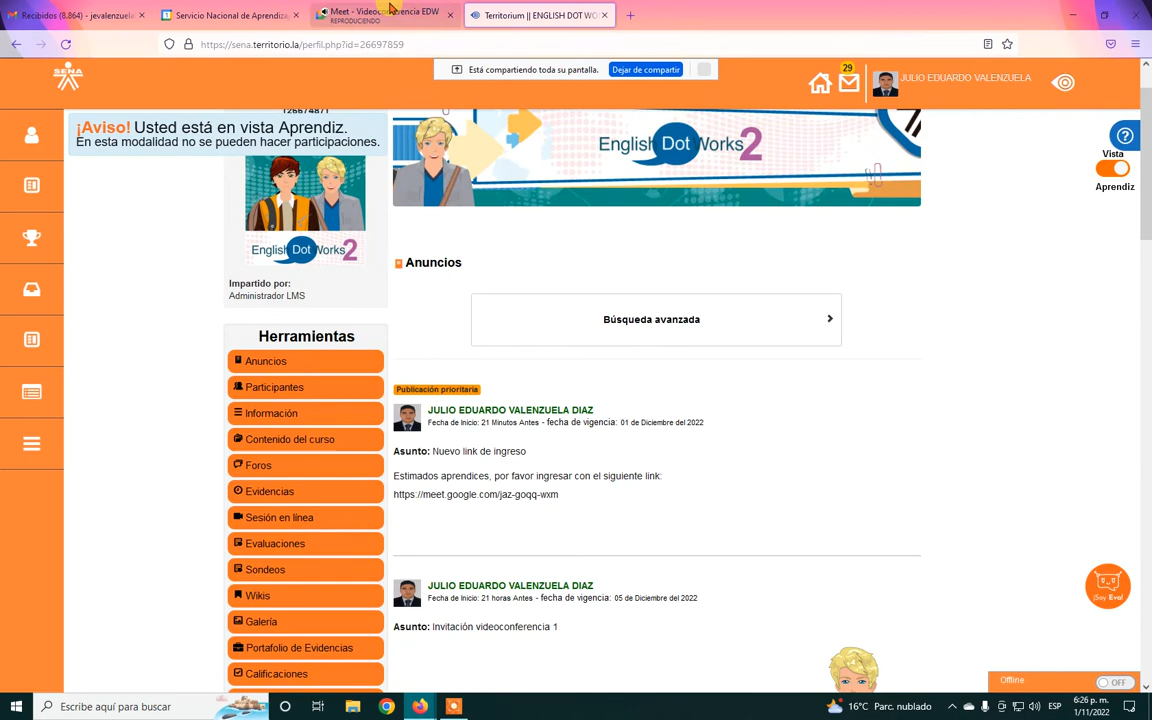 Recibidos (8.864) - jevalenzuela
Servicio Nacional de Aprendiza
Meet - Videoconferencia EDW
REPRODUCIENDO
Territorium || ENGLISH DOT WO
https://sena.territorio.la/perfil.php?id=26697859
Está compartiendo toda su pantalla.
Dejar de compartir
SENA
29
JULIO EDUARDO VALENZUELA
¡Aviso! Usted está en vista Aprendiz.
En esta modalidad no se pueden hacer participaciones.
English Dot Works 2
Vista
Aprendiz
English Dot Works 2
Impartido por:
Administrador LMS
Herramientas
Anuncios
Participantes
Información
Contenido del curso
Foros
Evidencias
Sesión en línea
Evaluaciones
Sondeos
Wikis
Galería
Portafolio de Evidencias
Calificaciones
Anuncios
Búsqueda avanzada
Publicación prioritaria
JULIO EDUARDO VALENZUELA DIAZ
Fecha de Inicio: 21 Minutos Antes - fecha de vigencia: 01 de Diciembre del 2022
Asunto: Nuevo link de ingreso
Estimados aprendices, por favor ingresar con el siguiente link:
https://meet.google.com/jaz-goqq-wxm
JULIO EDUARDO VALENZUELA DIAZ
Fecha de Inicio: 21 horas Antes - fecha de vigencia: 05 de Diciembre del 2022
Asunto: Invitación videoconferencia 1
¡Soy Eva!
Offline
OFF
Escribe aquí para buscar
16°C Parc. nublado
ESP
6:26 p. m.
1/11/2022